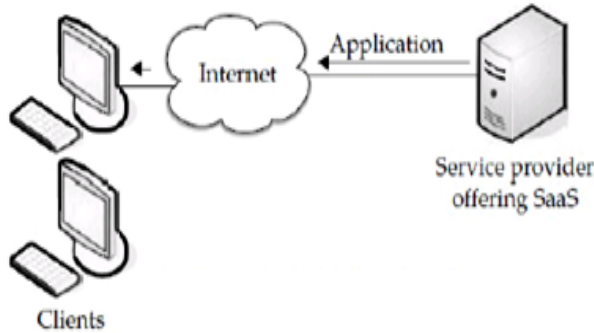 Application
Internet
Service provider
offering SaaS
Clients